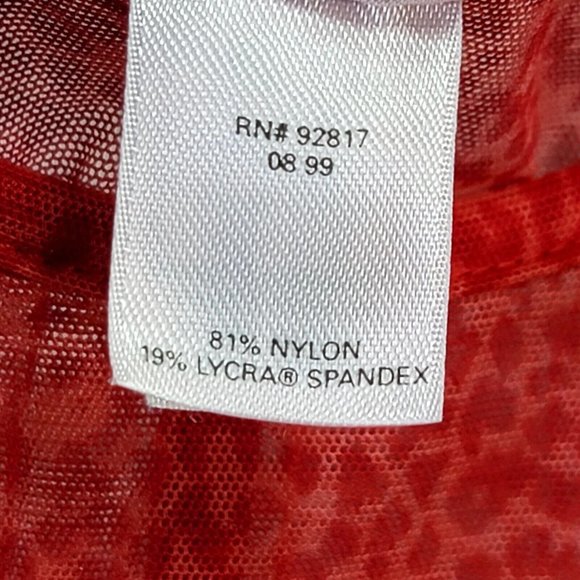 RN# 92817
08 99
81% NYLON
19% LYCRA® SPANDEX